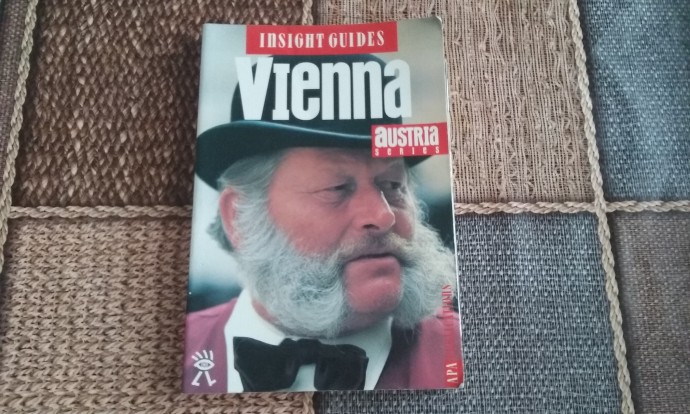 INSIGHT GUIDES
Vienna
AUSTRIA
series
APA